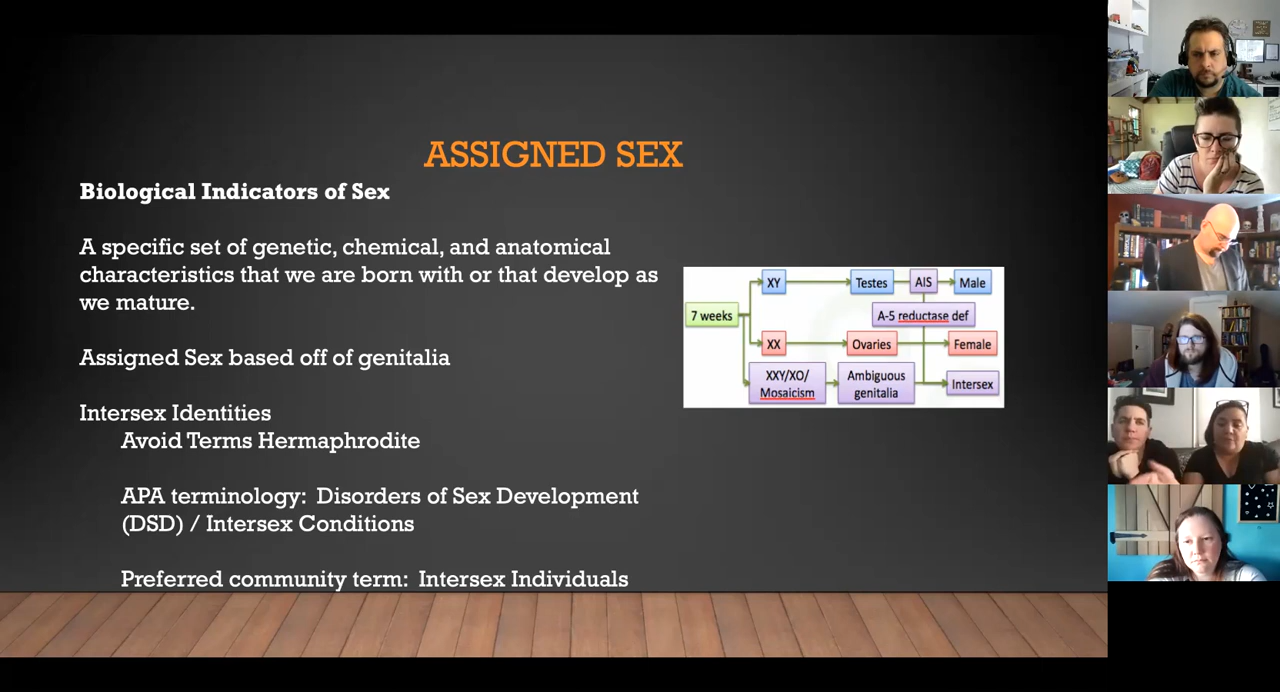 ASSIGNED SEX
Biological Indicators of Sex
A specific set of genetic, chemical, and anatomical
characteristics that we are born with or that develop as
we mature.
Assigned Sex based off of genitalia
Intersex Identities
Avoid Terms Hermaphrodite
APA terminology: Disorders of Sex Development
(DSD) / Intersex Conditions
Preferred community term: Intersex Individuals
7 weeks
XY
Testes
AIS
Male
A-5 reductase def
XX
Ovaries
Female
XXY/XO/
Mosaicism
Ambiguous
genitalia
Intersex